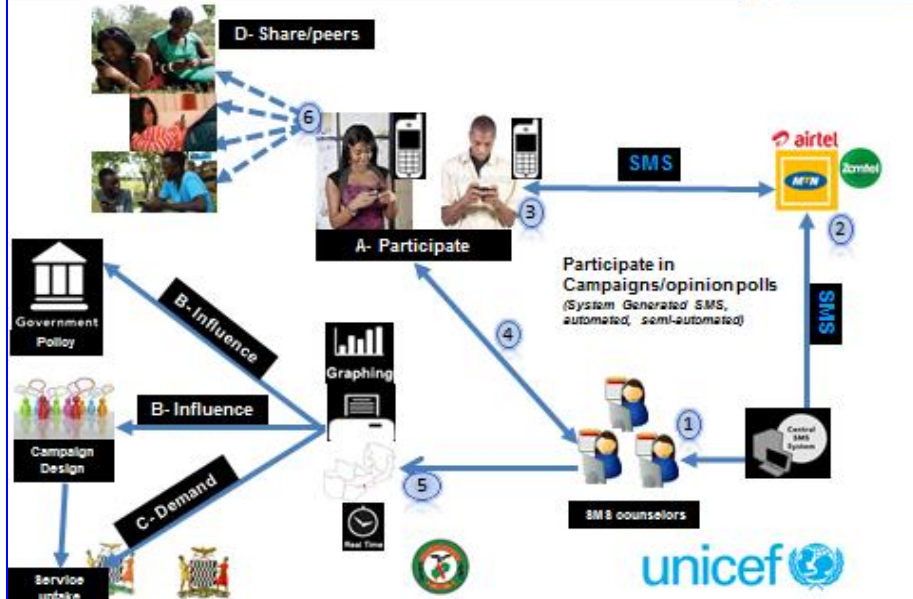 D- Share/peers
6
airtel
MTN
Zamtel
SMS
3
2
A- Participate
Participate in
Campaigns/opinion polls
(System Generated SMS,
automated, semi-automated)
SMS
Government
Policy
B- Influence
4
Graphing
B- Influence
1
Central
SMS
System
Campaign
Design
C- Demand
5
Real Time
SMS counselors
Service
uptake
unicef